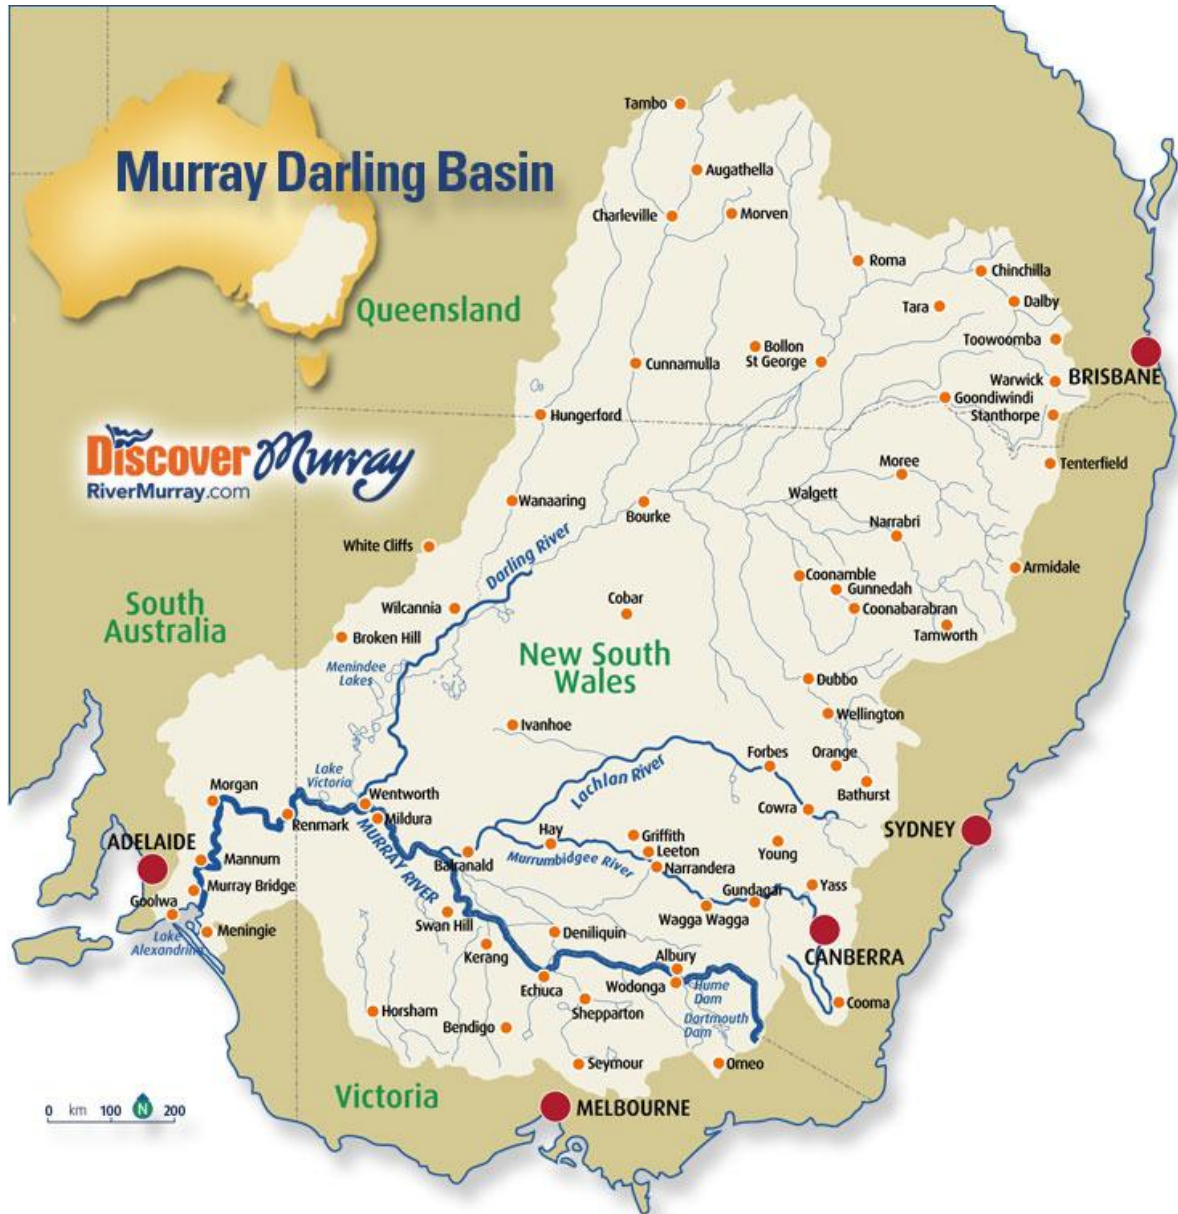 Tambo
Murray Darling Basin
Augathella
Charleville
Morven
Roma
Chinchilla
Queensland
Tara
Dalby
Toowoomba
Bollon
St George
Cunnamulla
Warwick
BRISBANE
Goondiwindi
Stanthorpe
Hungerford
Discover Murray
RiverMurray.com
Moree
Tenterfield
Walgett
Wanaaring
Bourke
Narrabri
White Cliffs
Darling River
Armidale
Coonamble
Gunnedah
Coonabarabran
Tamworth
South
Australia
Wilcannia
Cobar
Broken Hill
New South
Wales
Menindee
Lakes
Dubbo
Wellington
Ivanhoe
Forbes
Orange
Bathurst
Lake
Victoria
Lachlan River
Morgan
Wentworth
Renmark
Mildura
Cowra
SYDNEY
ADELAIDE
MURRAY RIVER
Hay
Griffith
Leeton
Balranald
Murrumbidgee River
Narrandera
Young
Mannum
Murray Bridge
Gundagai
Yass
Goolwa
Swan Hill
Wagga Wagga
Meningie
Lake
Alexandrina
Deniliquin
CANBERRA
Kerang
Albury
Echuca
Wodonga
Hume
Dam
Cooma
Horsham
Shepparton
Dartmouth
Dam
Bendigo
Seymour
Omeo
Victoria
MELBOURNE
0 km 100 N 200